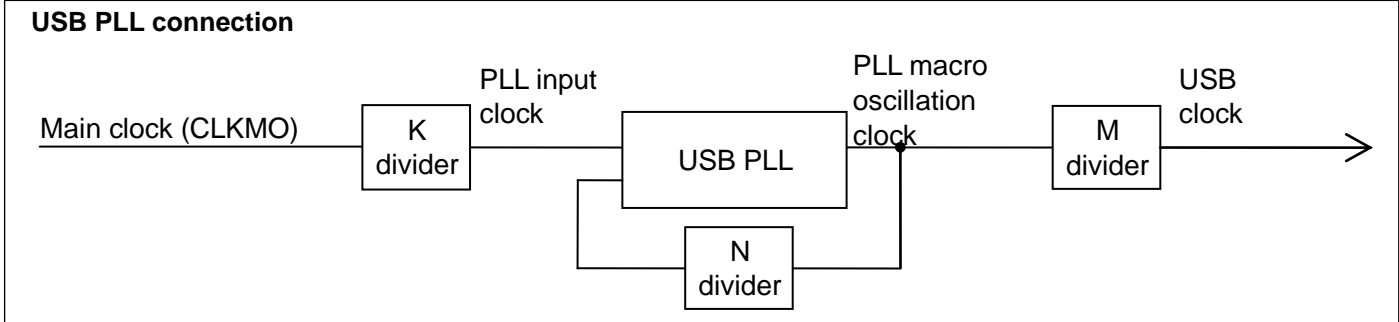 USB PLL connection
Main clock (CLKMO)
K
divider
PLL input
clock
USB PLL
N
divider
PLL macro
oscillation
clock
M
divider
USB
clock